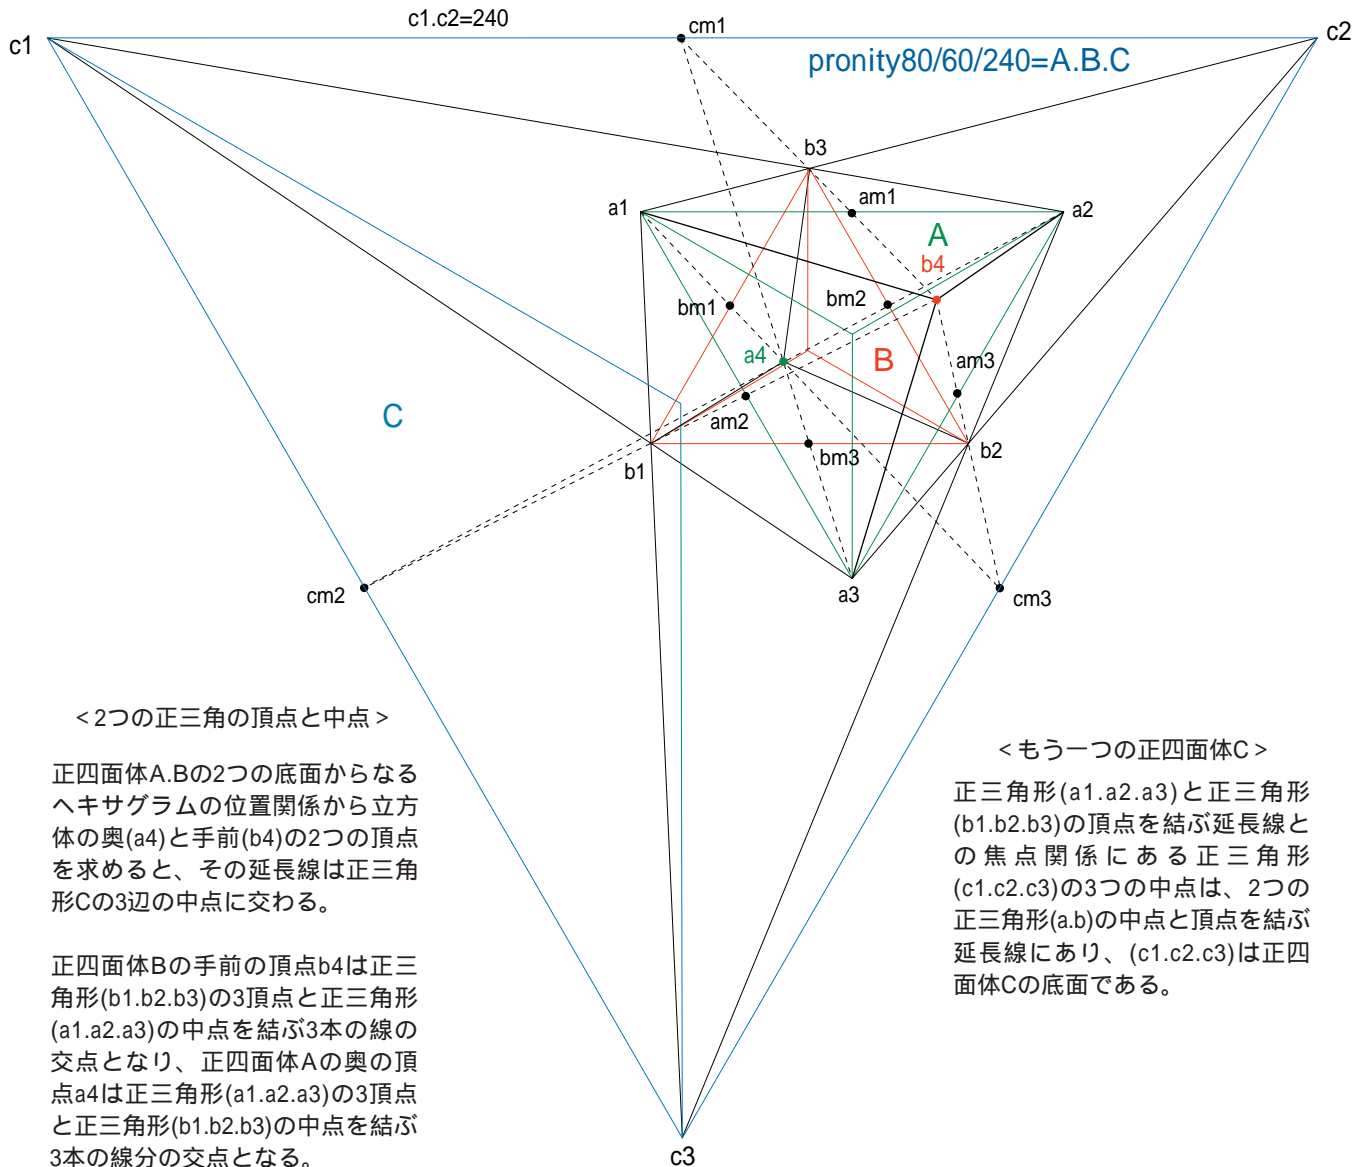 c1.c2=240
c1
cm1
c2
pronity80/60/240=A.B.C
b3
a1
am1
a2
A
b4
bm1
bm2
a4
B
am3
C
am2
b1
bm3
b2
cm2
a3
cm3
＜2つの正三角の頂点と中点＞
正四面体A.Bの2つの底面からなる
ヘキサグラムの位置関係から立方
体の奥(a4)と手前(b4)の2つの頂点
を求めると、その延長線は正三角
形Cの3辺の中点に交わる。
正四面体Bの手前の頂点b4は正三
角形(b1.b2.b3)の3頂点と正三角形
(a1.a2.a3)の中点を結ぶ3本の線の
交点となり、正四面体Aの奥の頂
点a4は正三角形(a1.a2.a3)の3頂点
と正三角形(b1.b2.b3)の中点を結ぶ
3本の線分の交点となる。
＜もう一つの正四面体C＞
正三角形(a1.a2.a3)と正三角形
(b1.b2.b3)の頂点を結ぶ延長線と
の焦点関係にある正三角形
(c1.c2.c3)の3つの中点は、2つの
正三角形(a.b)の中点と頂点を結ぶ
延長線にあり、(c1.c2.c3)は正四
面体Cの底面である。
c3